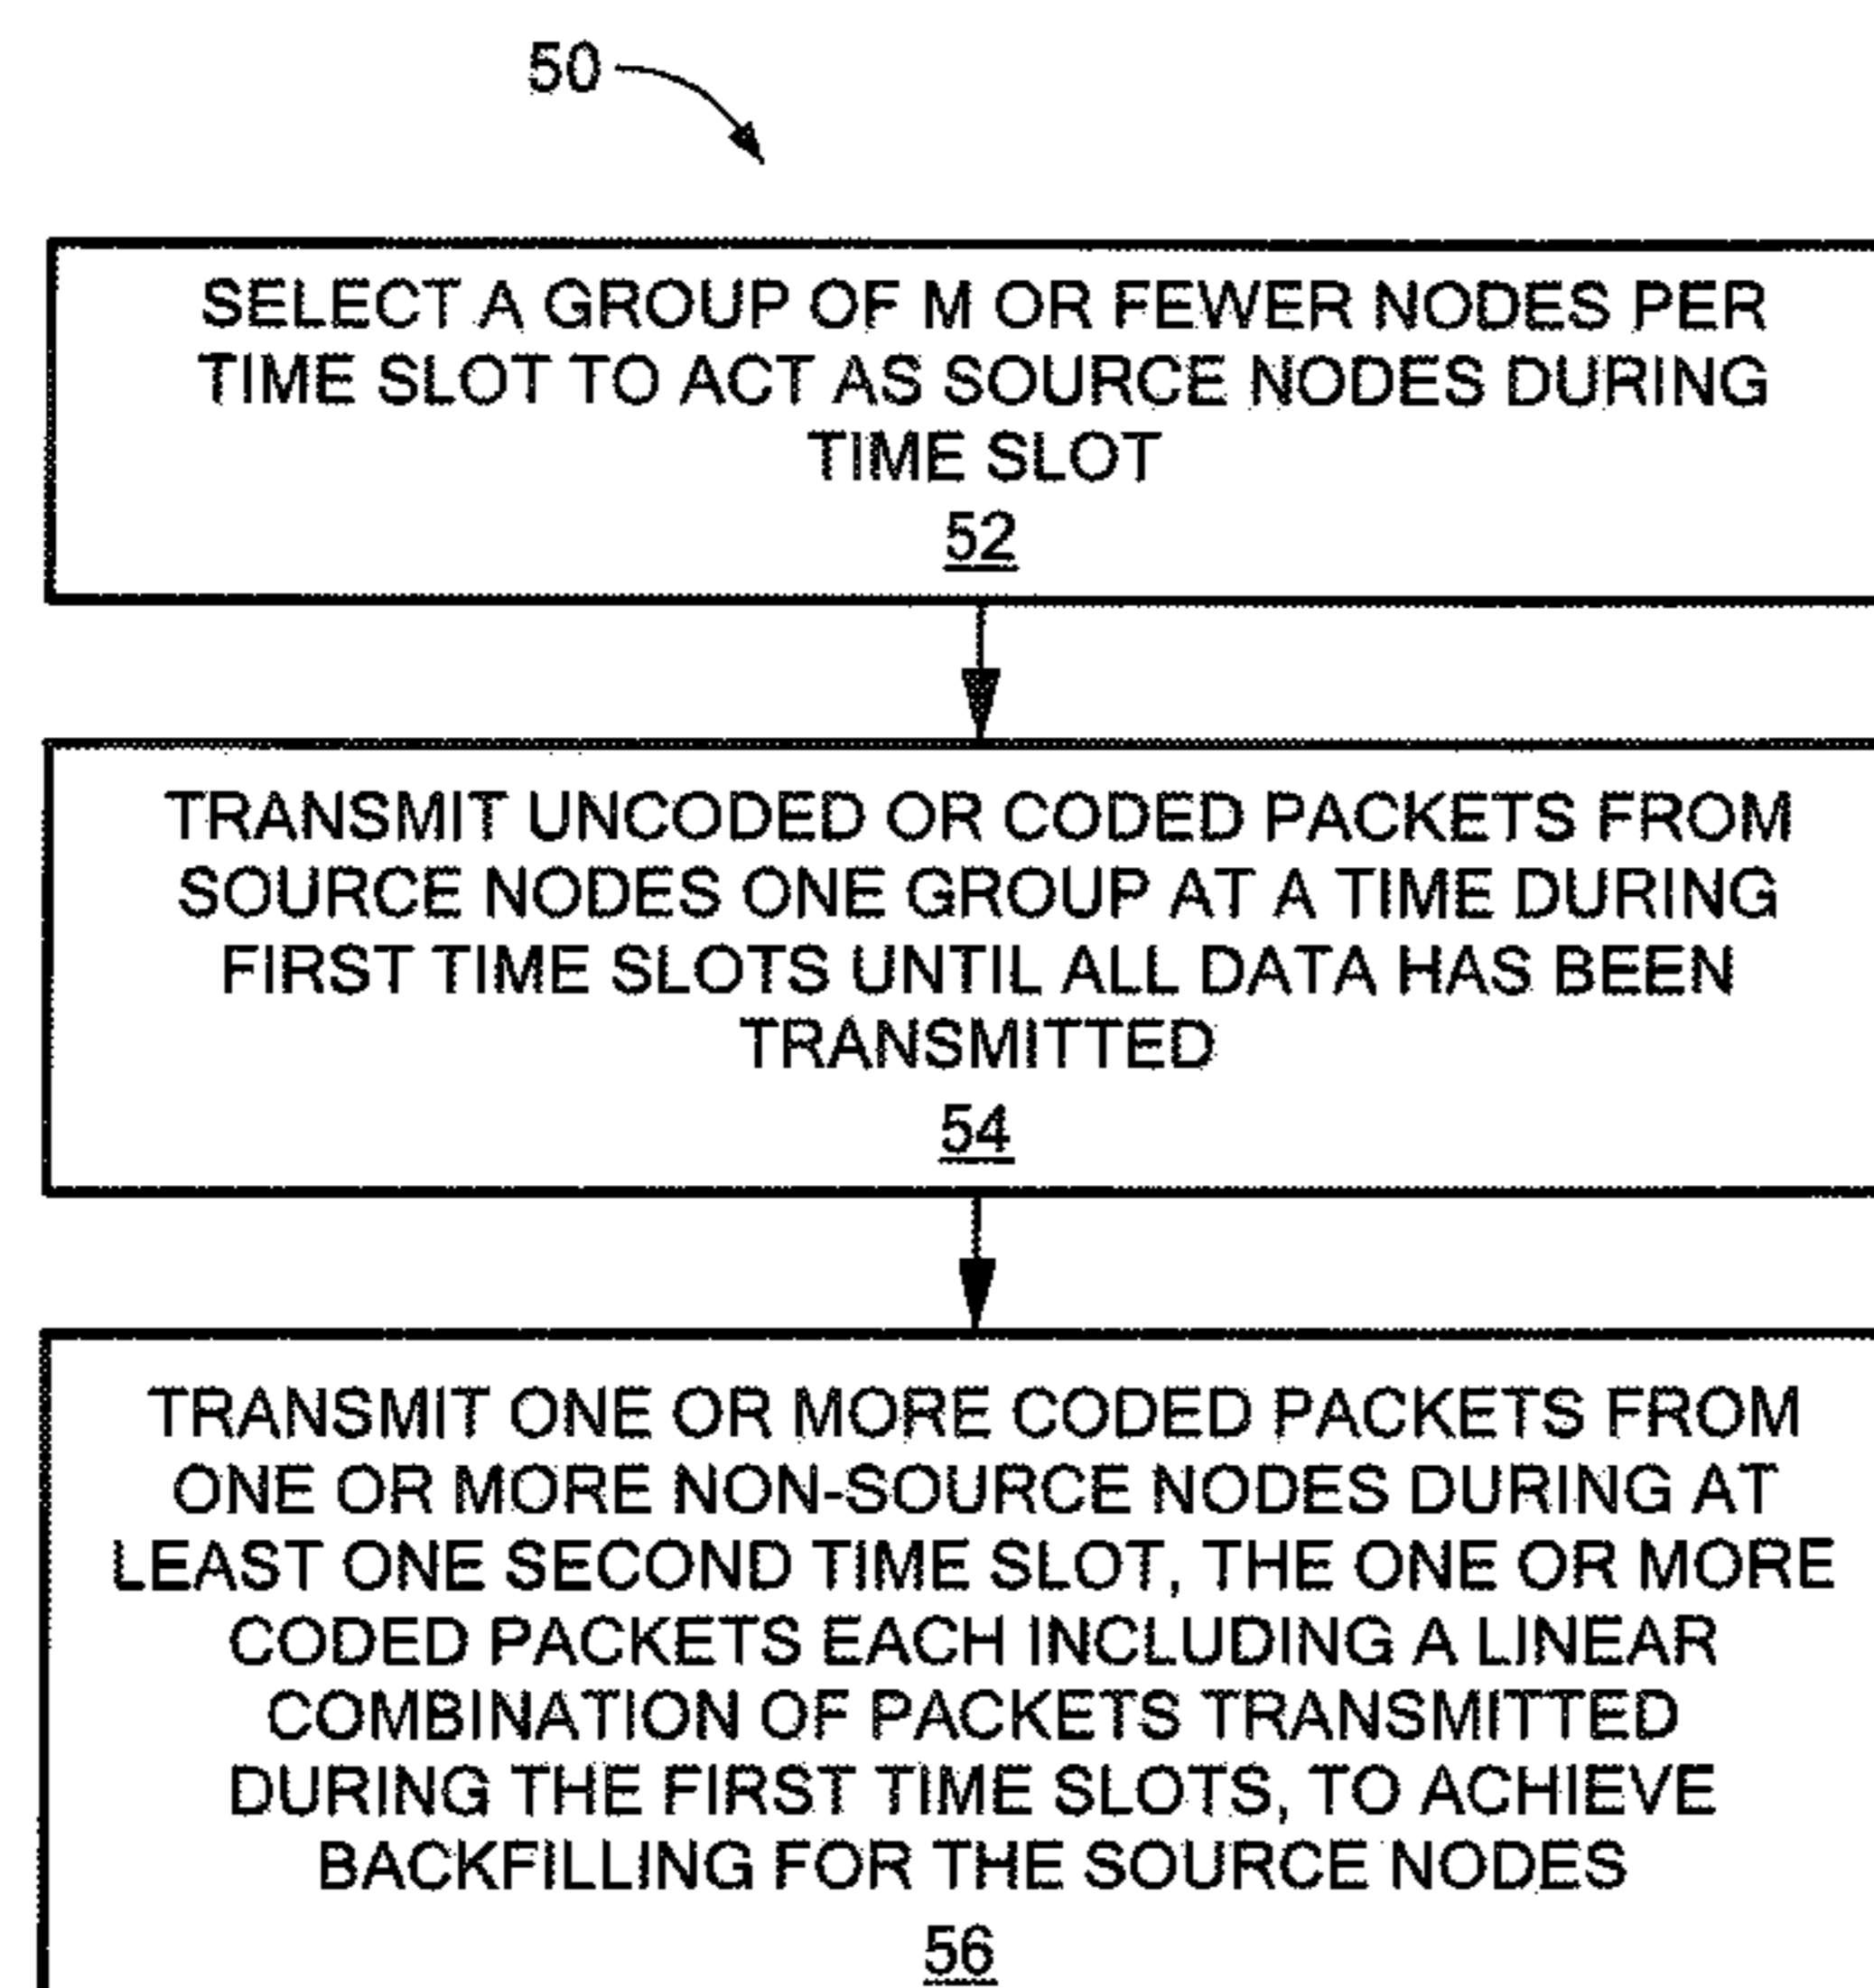 50
SELECT A GROUP OF M OR FEWER NODES PER
TIME SLOT TO ACT AS SOURCE NODES DURING
TIME SLOT
52
TRANSMIT UNCODED OR CODED PACKETS FROM
SOURCE NODES ONE GROUP AT A TIME DURING
FIRST TIME SLOTS UNTIL ALL DATA HAS BEEN
TRANSMITTED
54
TRANSMIT ONE OR MORE CODED PACKETS FROM
ONE OR MORE NON-SOURCE NODES DURING AT
LEAST ONE SECOND TIME SLOT, THE ONE OR MORE
CODED PACKETS EACH INCLUDING A LINEAR
COMBINATION OF PACKETS TRANSMITTED
DURING THE FIRST TIME SLOTS, TO ACHIEVE
BACKFILLING FOR THE SOURCE NODES
56